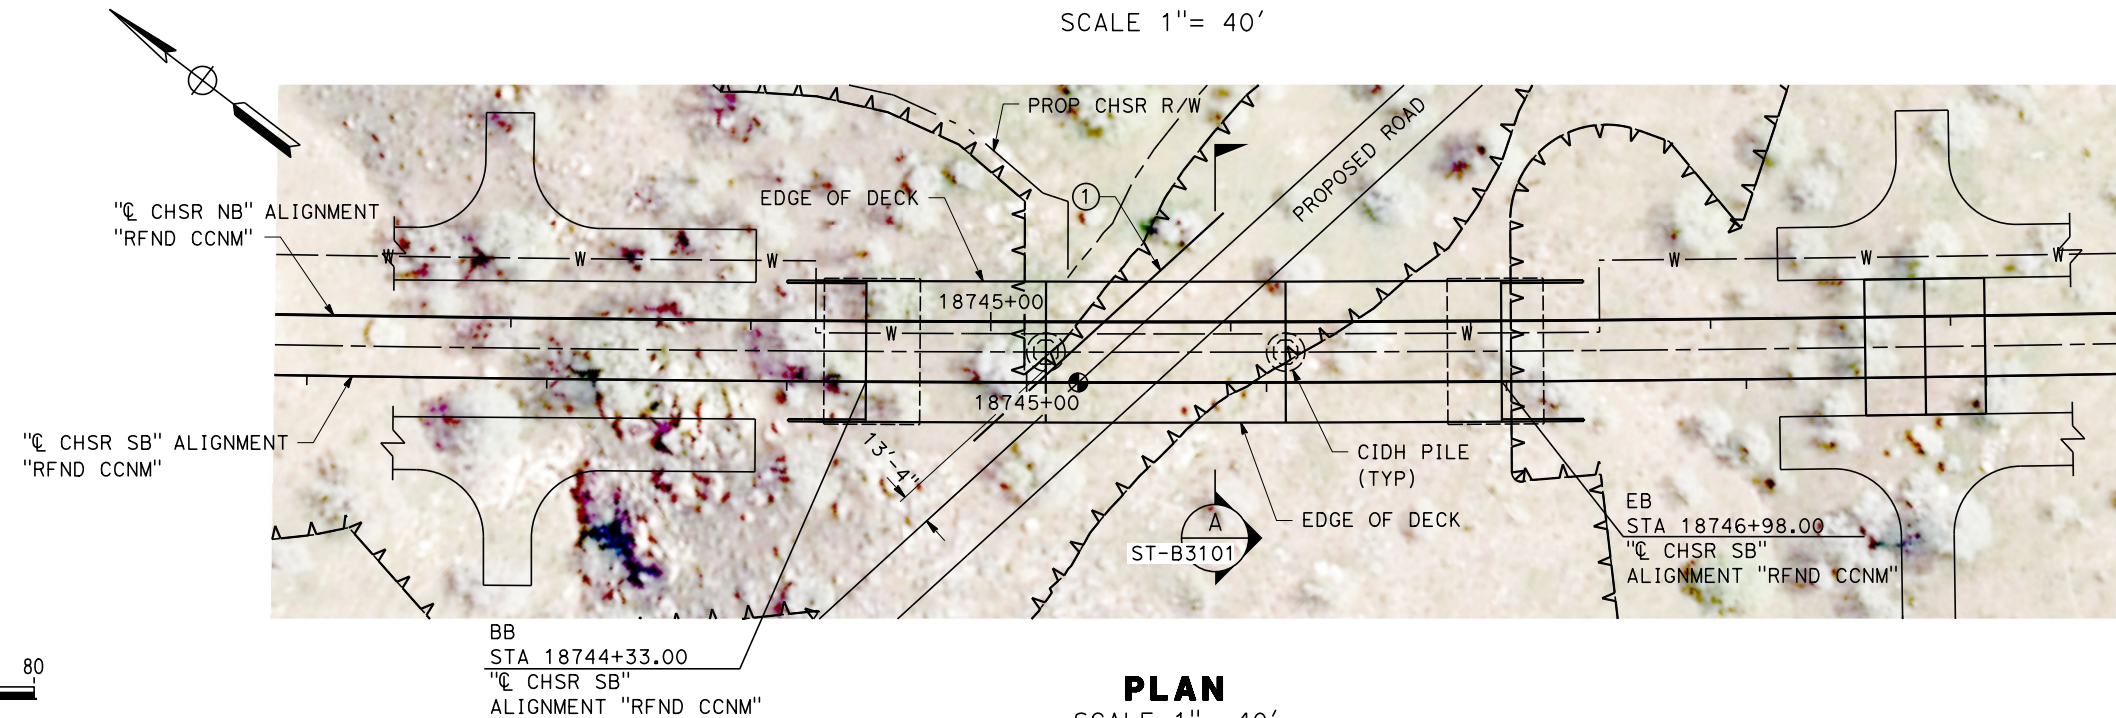 SCALE 1"= 40'
PROP CHSR R/W
1
PROPOSED ROAD
EDGE OF DECK
"℄ CHSR NB" ALIGNMENT
"RFND CCNM"
W
W
W
W
W
W
W
W
18745+00
18745+00
"℄ CHSR SB" ALIGNMENT
"RFND CCNM"
13'-4"
CIDH PILE
(TYP)
EDGE OF DECK
A
ST-B3101
EB
STA 18746+98.00
"℄ CHSR SB"
ALIGNMENT "RFND CCNM"
BB
STA 18744+33.00
"℄ CHSR SB"
ALIGNMENT "RFND CCNM"
80
PLAN
SCALE 1"= 40'